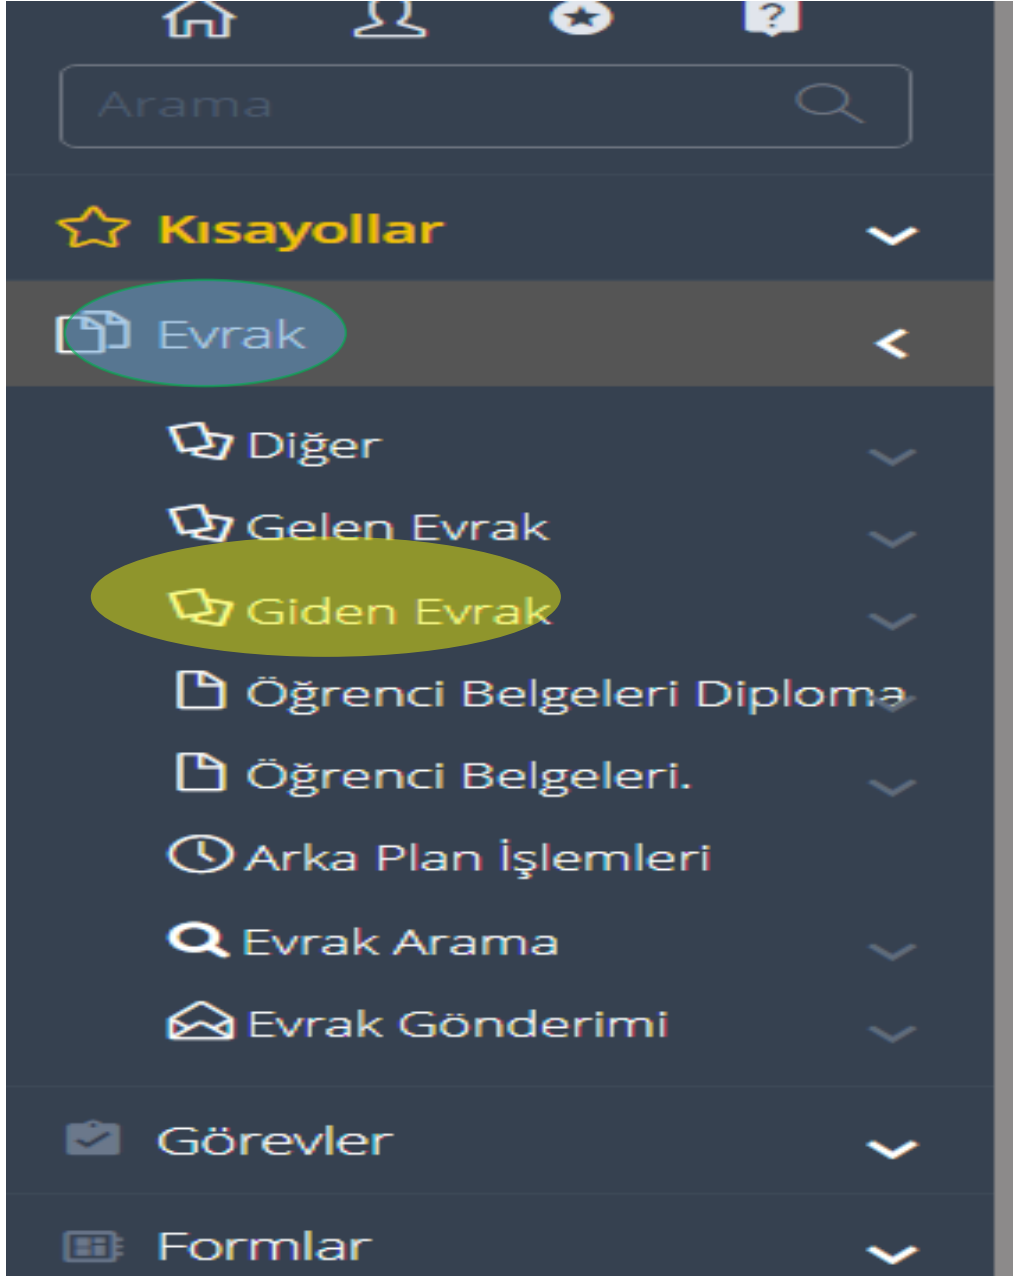 Arama
Kısayollar
Evrak
Diğer
Gelen Evrak
Giden Evrak
Öğrenci Belgeleri Diploma
Öğrenci Belgeleri.
Arka Plan İşlemleri
Evrak Arama
Evrak Gönderimi
Görevler
Formlar